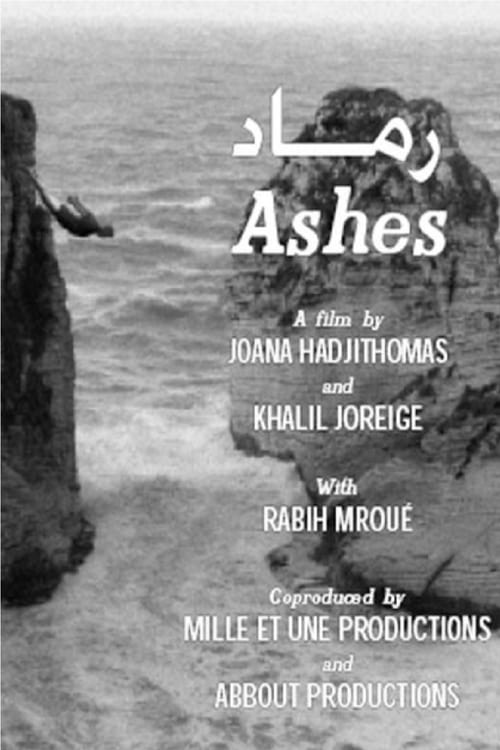 رمـــاد
Ashes
A film by
JOANA HADJITHOMAS
and
KHALIL JOREIGE
With
RABIH MROUÉ
Coproduced by
MILLE ET UNE PRODUCTIONS
and
ABBOUT PRODUCTIONS